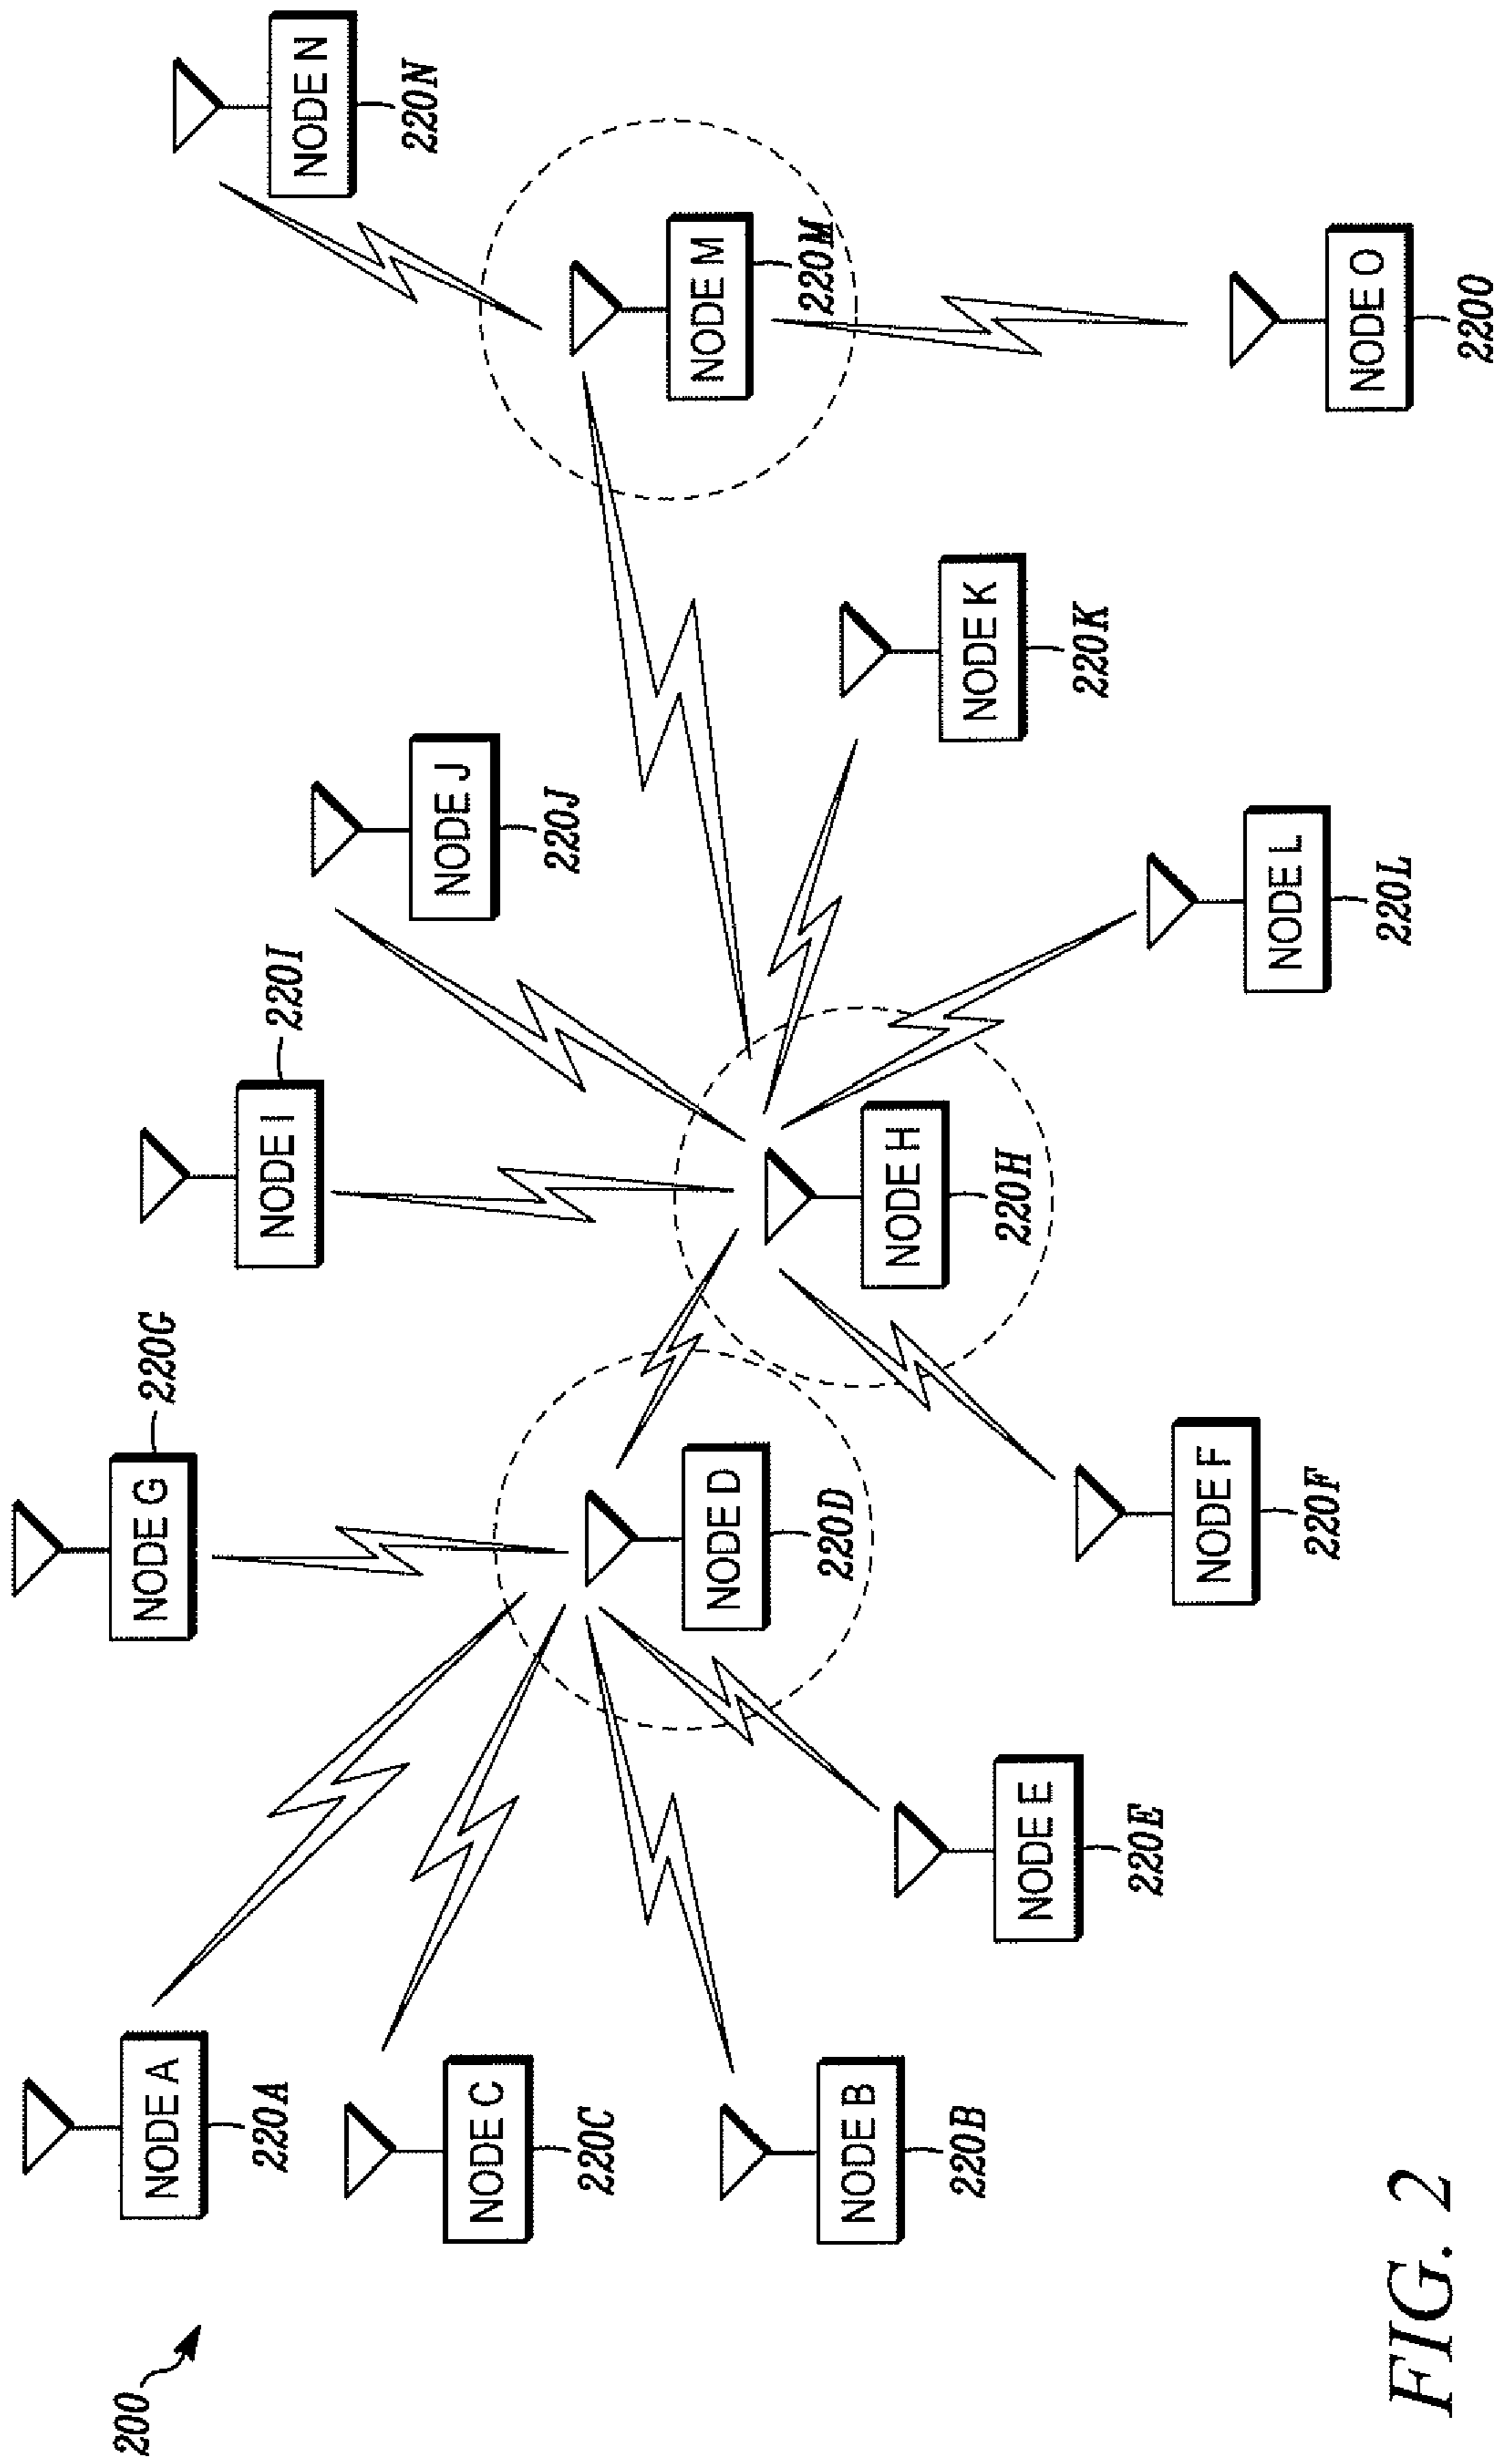 200
NODE A
220A
NODE G
220G
NODE I
220I
NODE N
220N
NODE C
220C
NODE J
220J
NODE D
220D
NODE M
220M
NODE B
220B
NODE H
220H
NODE K
220K
NODE E
220E
NODE F
220F
NODE L
220L
NODE O
220O
FIG. 2